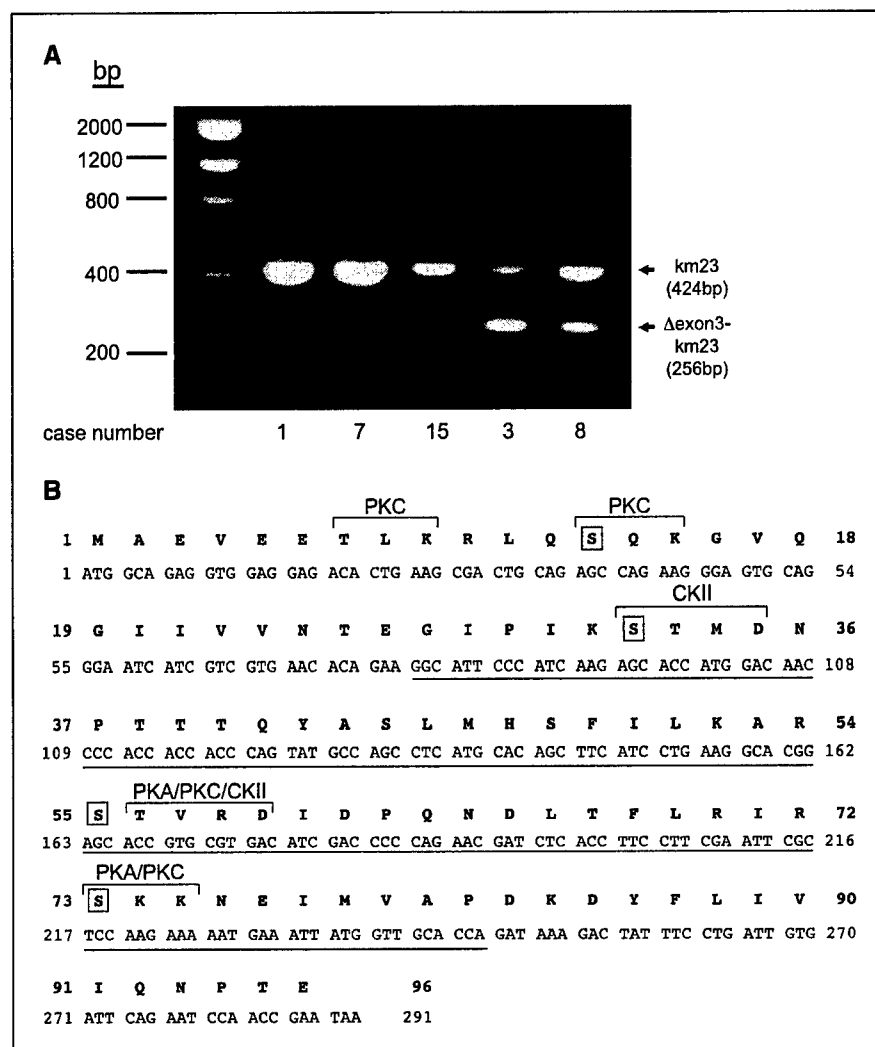 A
bp
2000
1200
800
400
200
km23
(424bp)
Δexon3-
km23
(256bp)
case number 1 7 15 3 8
B
PKC PKC
1 M A E V E E T L K R L Q S Q K G V Q 18
1 ATG GCA GAG GTG GAG GAG ACA CTG AAG CGA CTG CAG AGC CAG AAG GGA GTG CAG 54
CKII
19 G I I V V N T E G I P I K S T M D N 36
55 GGA ATC ATC GTC GTG AAC ACA GAA GGC ATT CCC ATC AAG AGC ACC ATG GAC AAC 108
37 P T T T Q Y A S L M H S F I L K A R 54
109 CCC ACC ACC ACC CAG TAT GCC AGC CTC ATG CAC AGC TTC ATC CTG AAG GCA CGG 162
PKA/PKC/CKII
55 S T V R D I D P Q N D L T F L R I R 72
163 AGC ACC GTG CGT GAC ATC GAC CCC CAG AAC GAT CTC ACC TTC CTT CGA ATT CGC 216
PKA/PKC
73 S K K N E I M V A P D K D Y F L I V 90
217 TCC AAG AAA AAT GAA ATT ATG GTT GCA CCA GAT AAA GAC TAT TTC CTG ATT GTG 270
91 I Q N P T E 96
271 ATT CAG AAT CCA ACC GAA TAA 291